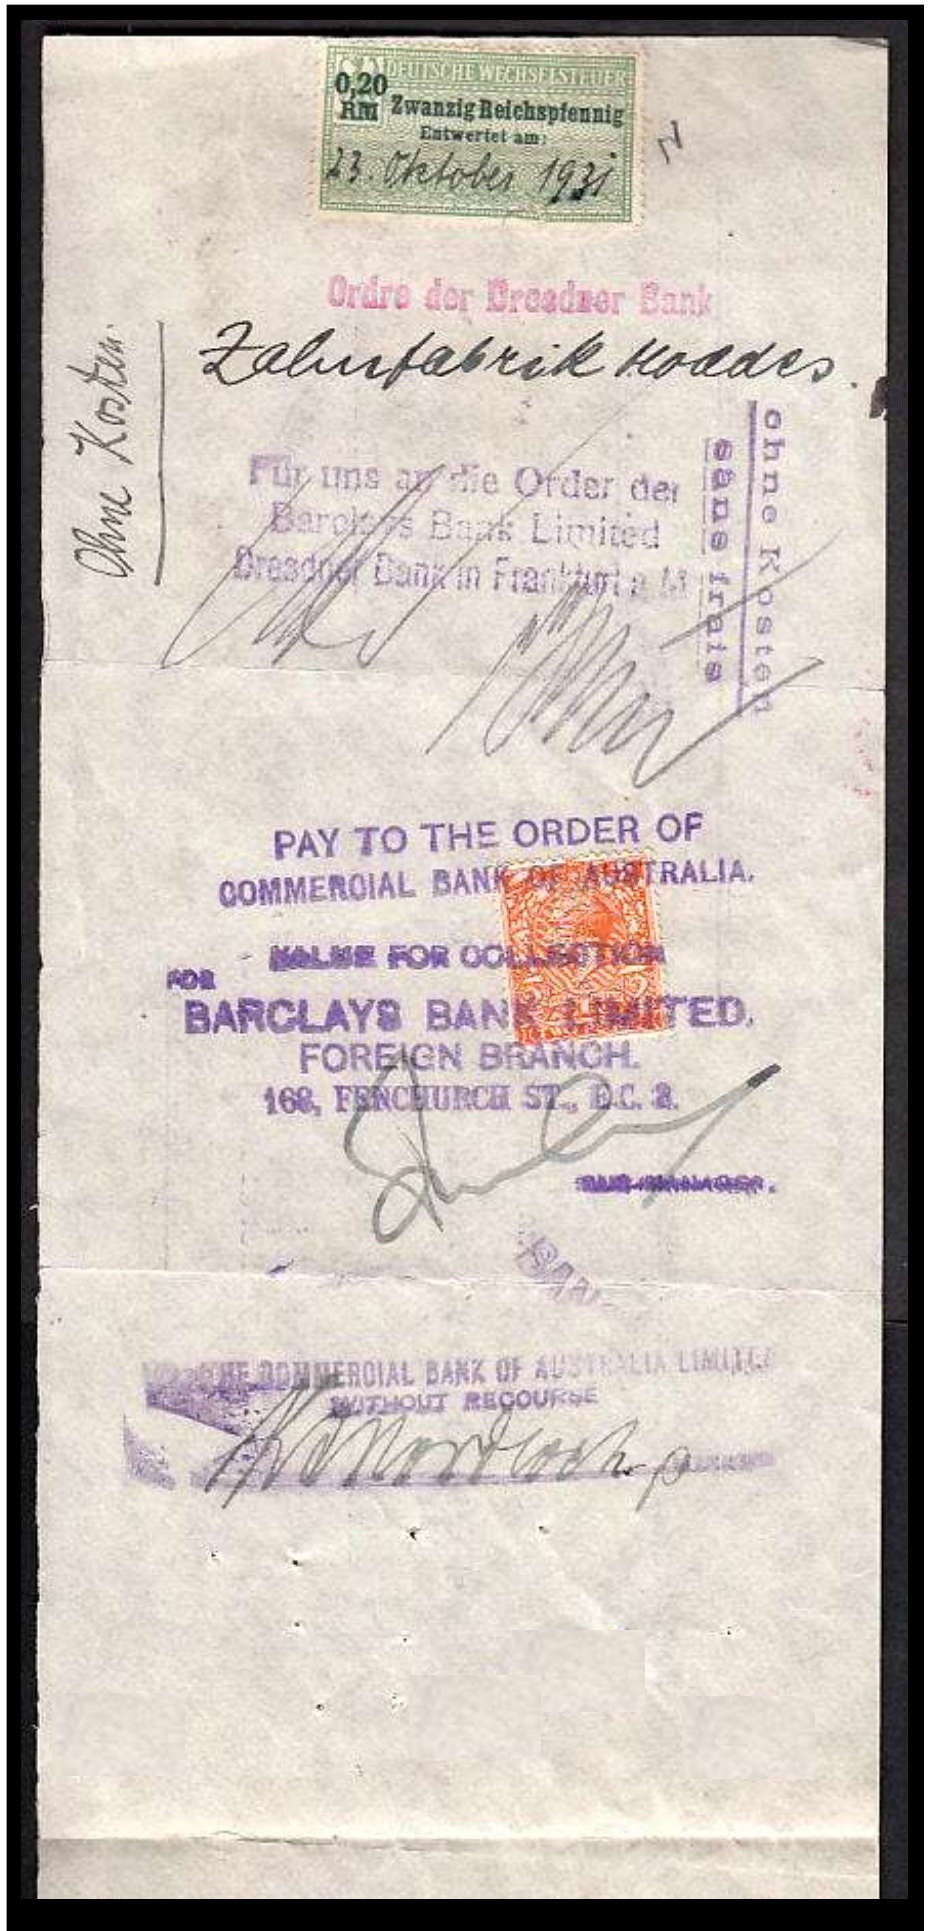 DEUTSCHE WECHSELSTEUER
0,20
RM
Zwanzig Reichspfennig
Entwertet am:
23. Oktober 1931
N
Ordre der Dresdner Bank
Zahnfabrik
Ohne Kosten
ohne Kosten
sans frais
Für uns an die Order der
Barclays Bank Limited
Dresdner Bank in Frankfurt a. M
PAY TO THE ORDER OF
COMMERCIAL BANK OF AUSTRALIA.
VALUE FOR COLLECTION
FOR
BARCLAYS BANK LIMITED.
FOREIGN BRANCH.
168, FENCHURCH ST., E.C. 3.
SUB-MANAGER.
BAN
THE COMMERCIAL BANK OF AUSTRALIA LIMITED
WITHOUT RECOURSE